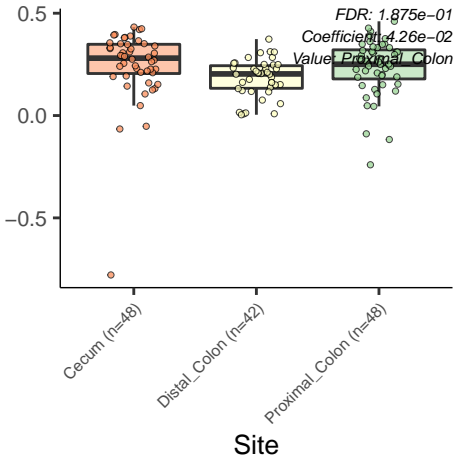 FDR: 1.875e−01
Coefficient: 4.26e−02
Value: Proximal_Colon
0.5
0.0
−0.5
Cecum (n=48)
Distal_Colon (n=42)
Proximal_Colon (n=48)
Site